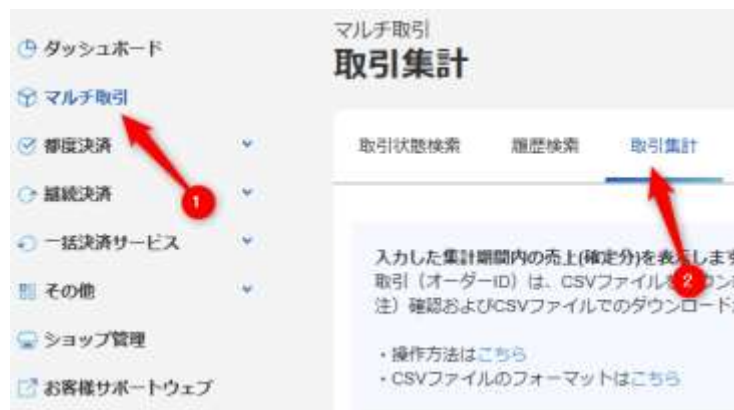 ダッシュボード
マルチ取引
都度決済
継続決済
一括決済サービス
その他
ショップ管理
お客様サポートウェブ
マルチ取引
取引集計
取引状態検索 履歴検索 取引集計
1
2
入力した集計期間内の売上(確定分)を表示します
取引（オーダーID）は、CSVファイルを
注）確認およびCSVファイルでのダウンロード
・操作方法はこちら
・CSVファイルのフォーマットはこちら